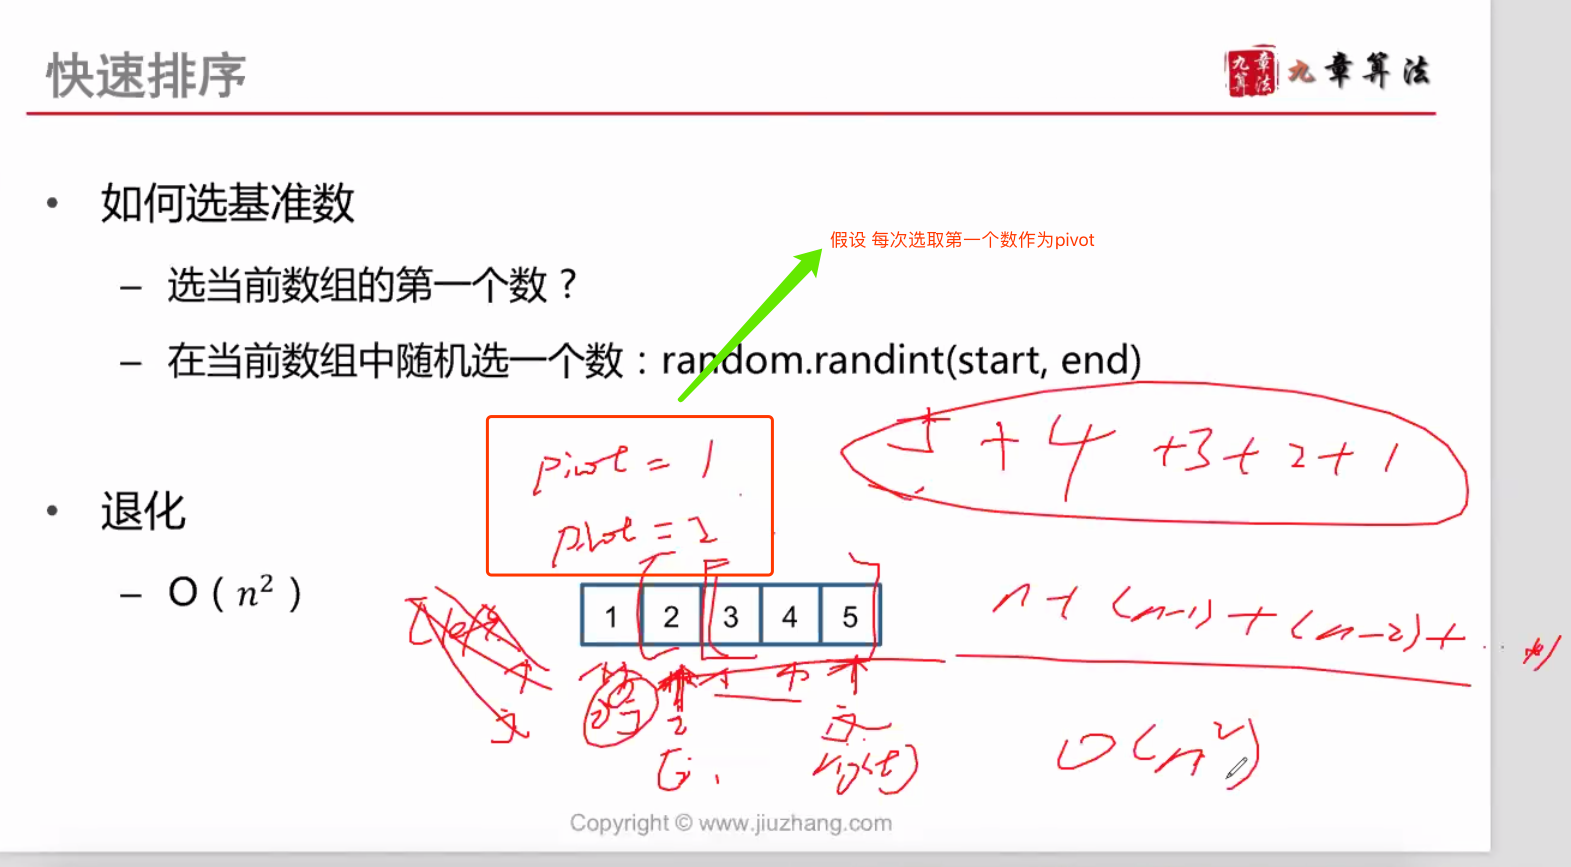 快速排序
九章算法 九章算法
• 如何选基准数
假设 每次选取第一个数作为pivot
– 选当前数组的第一个数？
– 在当前数组中随机选一个数：random.randint(start, end)
5 + 4 + 3 + 2 + 1
pivot = 1
• 退化
pivot = 2
– O ( n² )
1 2 3 4 5
n + (n-1) + (n-2) + ...
i
2
j
[i, right]
O(n²)
Copyright © www.jiuzhang.com